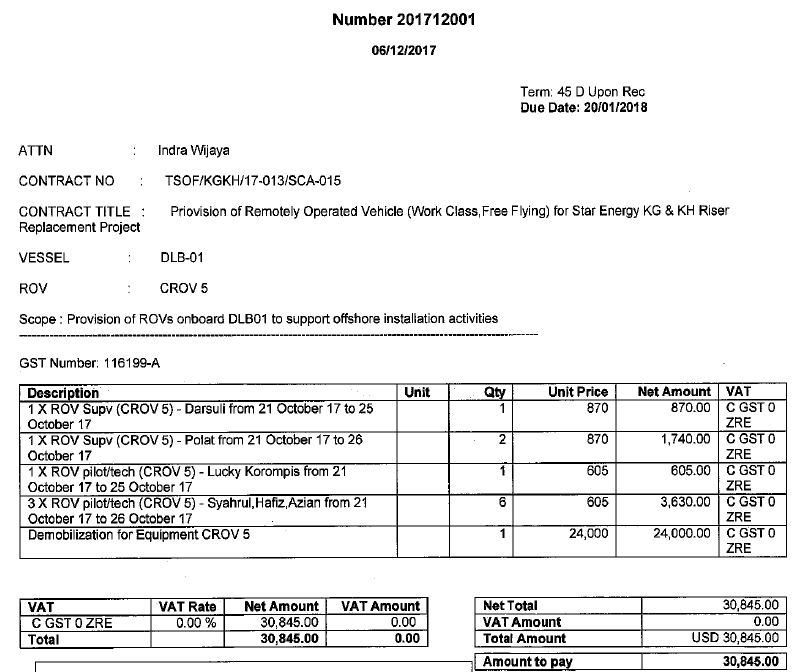 Number 201712001
06/12/2017
Term: 45 D Upon Rec
Due Date: 20/01/2018
ATTN : Indra Wijaya
CONTRACT NO : TSOF/KGKH/17-013/SCA-015
CONTRACT TITLE : Priovision of Remotely Operated Vehicle (Work Class,Free Flying) for Star Energy KG & KH Riser
Replacement Project
VESSEL : DLB-01
ROV : CROV 5
Scope : Provision of ROVs onboard DLB01 to support offshore installation activities
GST Number: 116199-A
Description Unit Qty Unit Price Net Amount VAT
1 X ROV Supv (CROV 5) - Darsuli from 21 October 17 to 25 1 870 870.00 C GST 0
October 17 ZRE
1 X ROV Supv (CROV 5) - Polat from 21 October 17 to 26 2 870 1,740.00 C GST 0
October 17 ZRE
1 X ROV pilot/tech (CROV 5) - Lucky Korompis from 21 1 605 605.00 C GST 0
October 17 to 25 October 17 ZRE
3 X ROV pilot/tech (CROV 5) - Syahrul,Hafiz,Azian from 21 6 605 3,630.00 C GST 0
October 17 to 26 October 17 ZRE
Demobilization for Equipment CROV 5 1 24,000 24,000.00 C GST 0
ZRE
VAT VAT Rate Net Amount VAT Amount
C GST 0 ZRE 0.00 % 30,845.00 0.00
Total 30,845.00 0.00
Net Total 30,845.00
VAT Amount 0.00
Total Amount USD 30,845.00
Amount to pay 30,845.00